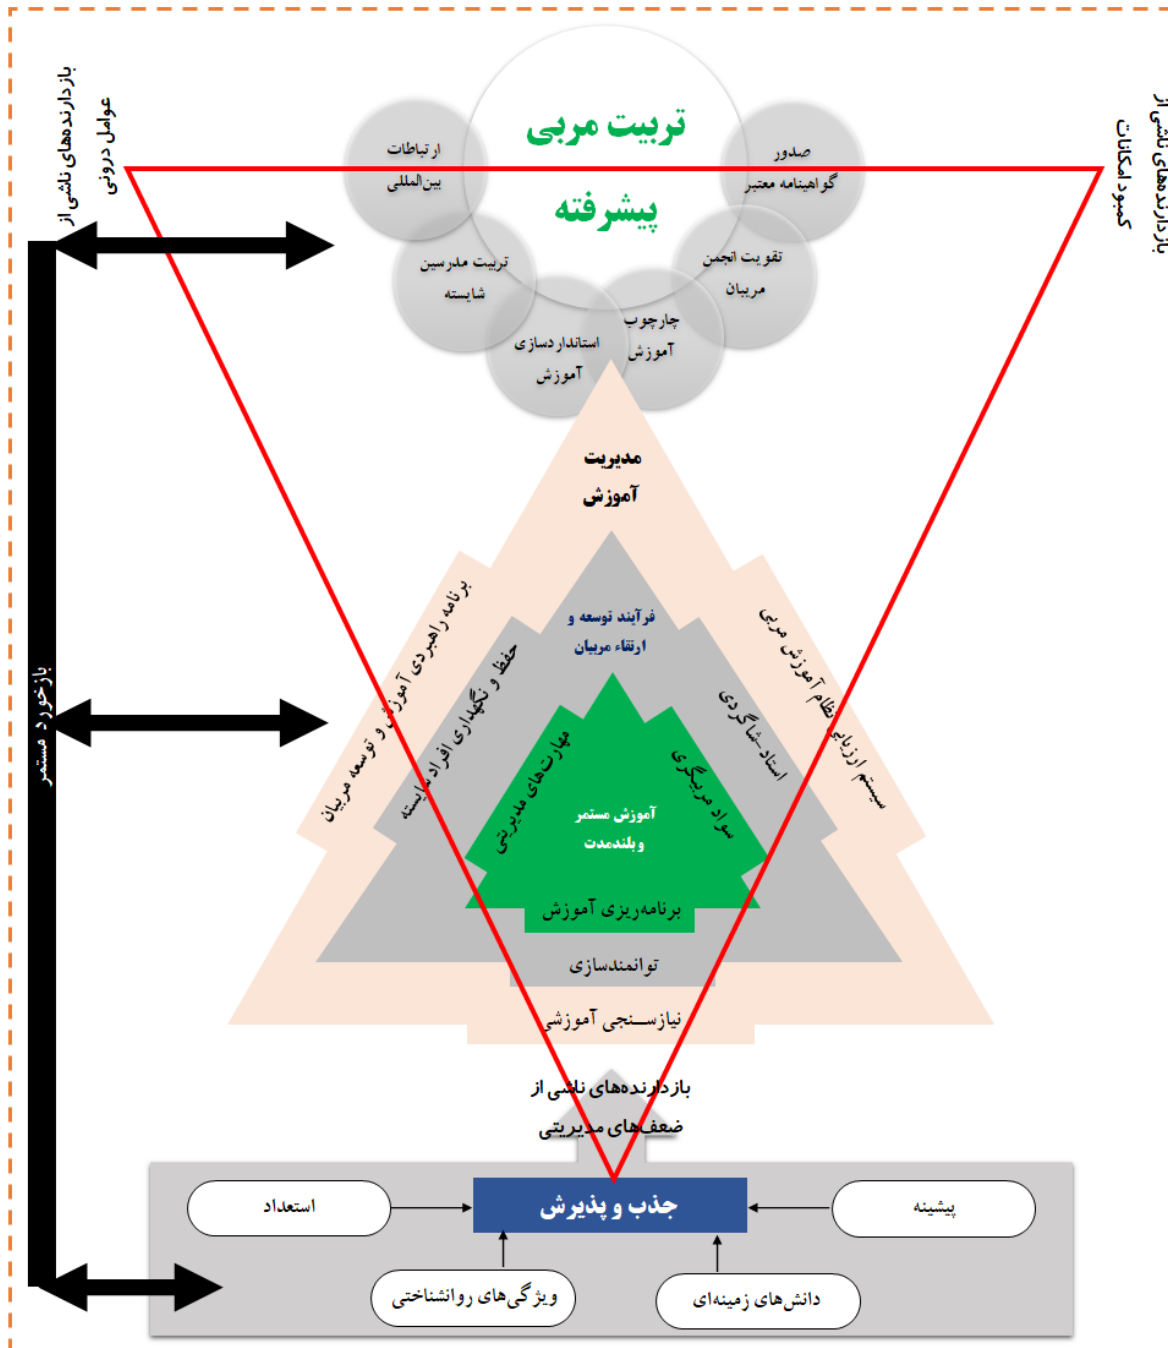 بازدارنده‌های ناشی از
کمبود امکانات
بازدارنده‌های ناشی از
عوامل درونی
تربیت مربی
پیشرفته
صدور
گواهینامه معتبر
تقویت انجمن
مربیان
چارچوب
آموزش
استانداردسازی
آموزش
تربیت مدرسین
شایسته
ارتباطات
بین‌المللی
مدیریت
آموزش
سیستم ارزیابی نظام آموزش مربی
برنامه راهبردی آموزش و توسعه مربیان
فرآیند توسعه و
ارتقاء مربیان
استاد-شاگردی
حفظ و نگهداری افراد شایسته
سواد مربیگری
مهارت‌های مدیریتی
آموزش مستمر
وبلندمدت
برنامه‌ریزی آموزش
توانمندسازی
نیازسنجی آموزشی
بازخورد مستمر
بازدارنده‌های ناشی از
ضعف‌های مدیریتی
جذب و پذیرش
پیشینه
استعداد
دانش‌های زمینه‌ای
ویژگی‌های روانشناختی